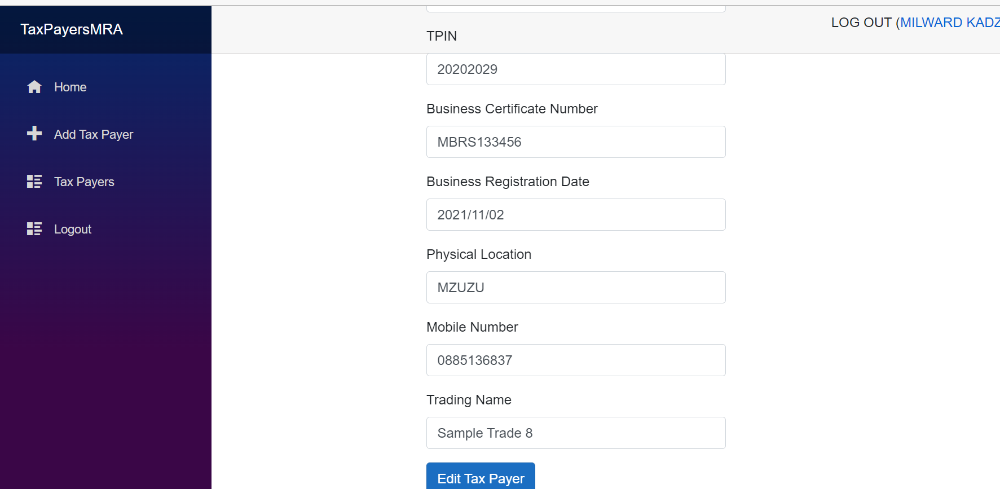 TaxPayersMRA
LOG OUT (MILWARD
Home
Add Tax Payer
Tax Payers
Logout
TPIN
20202029
Business Certificate Number
MBRS133456
Business Registration Date
2021/11/02
Physical Location
MZUZU
Mobile Number
0885136837
Trading Name
Sample Trade 8
Edit Tax Payer